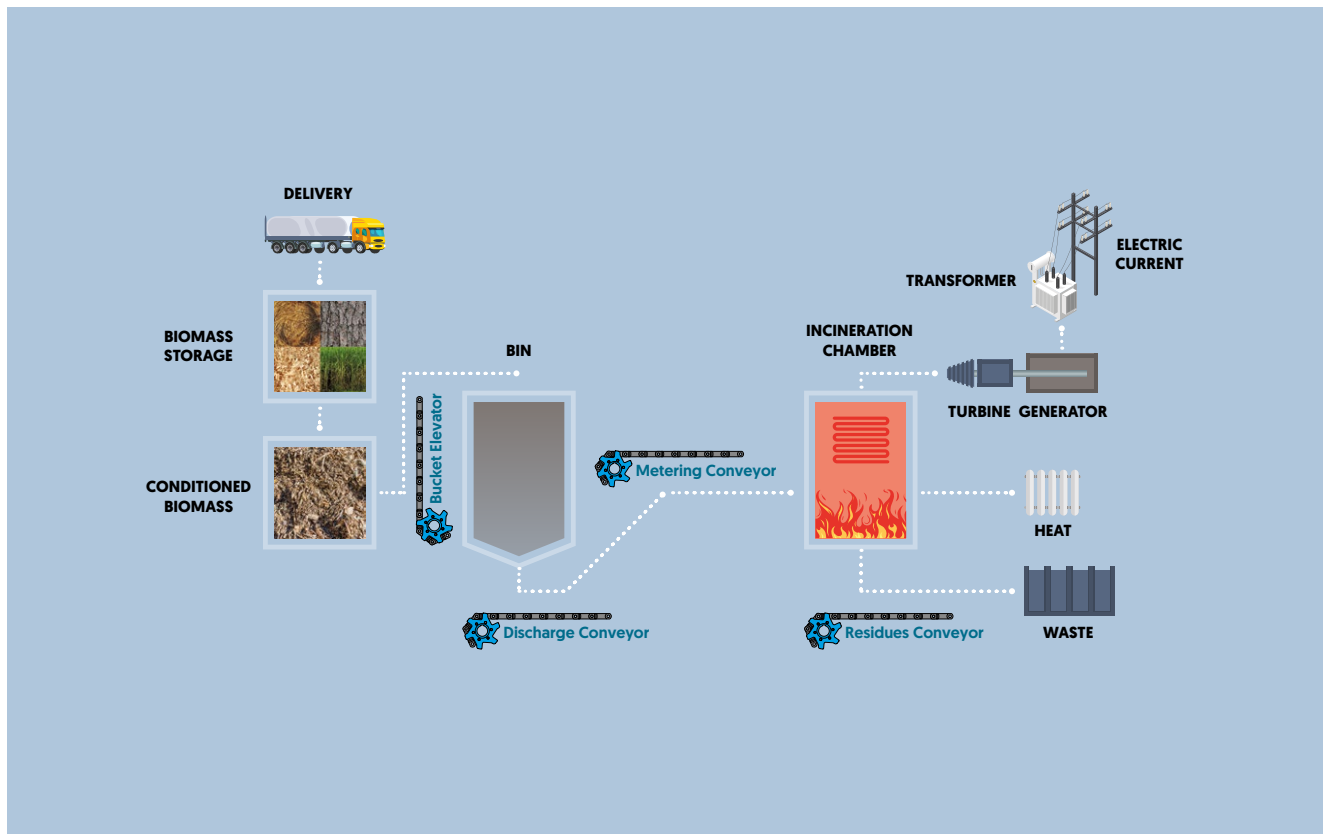 DELIVERY
BIOMASS
STORAGE
CONDITIONED
BIOMASS
Bucket Elevator
BIN
Discharge Conveyor
Metering Conveyor
INCINERATION
CHAMBER
Residues Conveyor
TRANSFORMER
ELECTRIC
CURRENT
TURBINE
GENERATOR
HEAT
WASTE